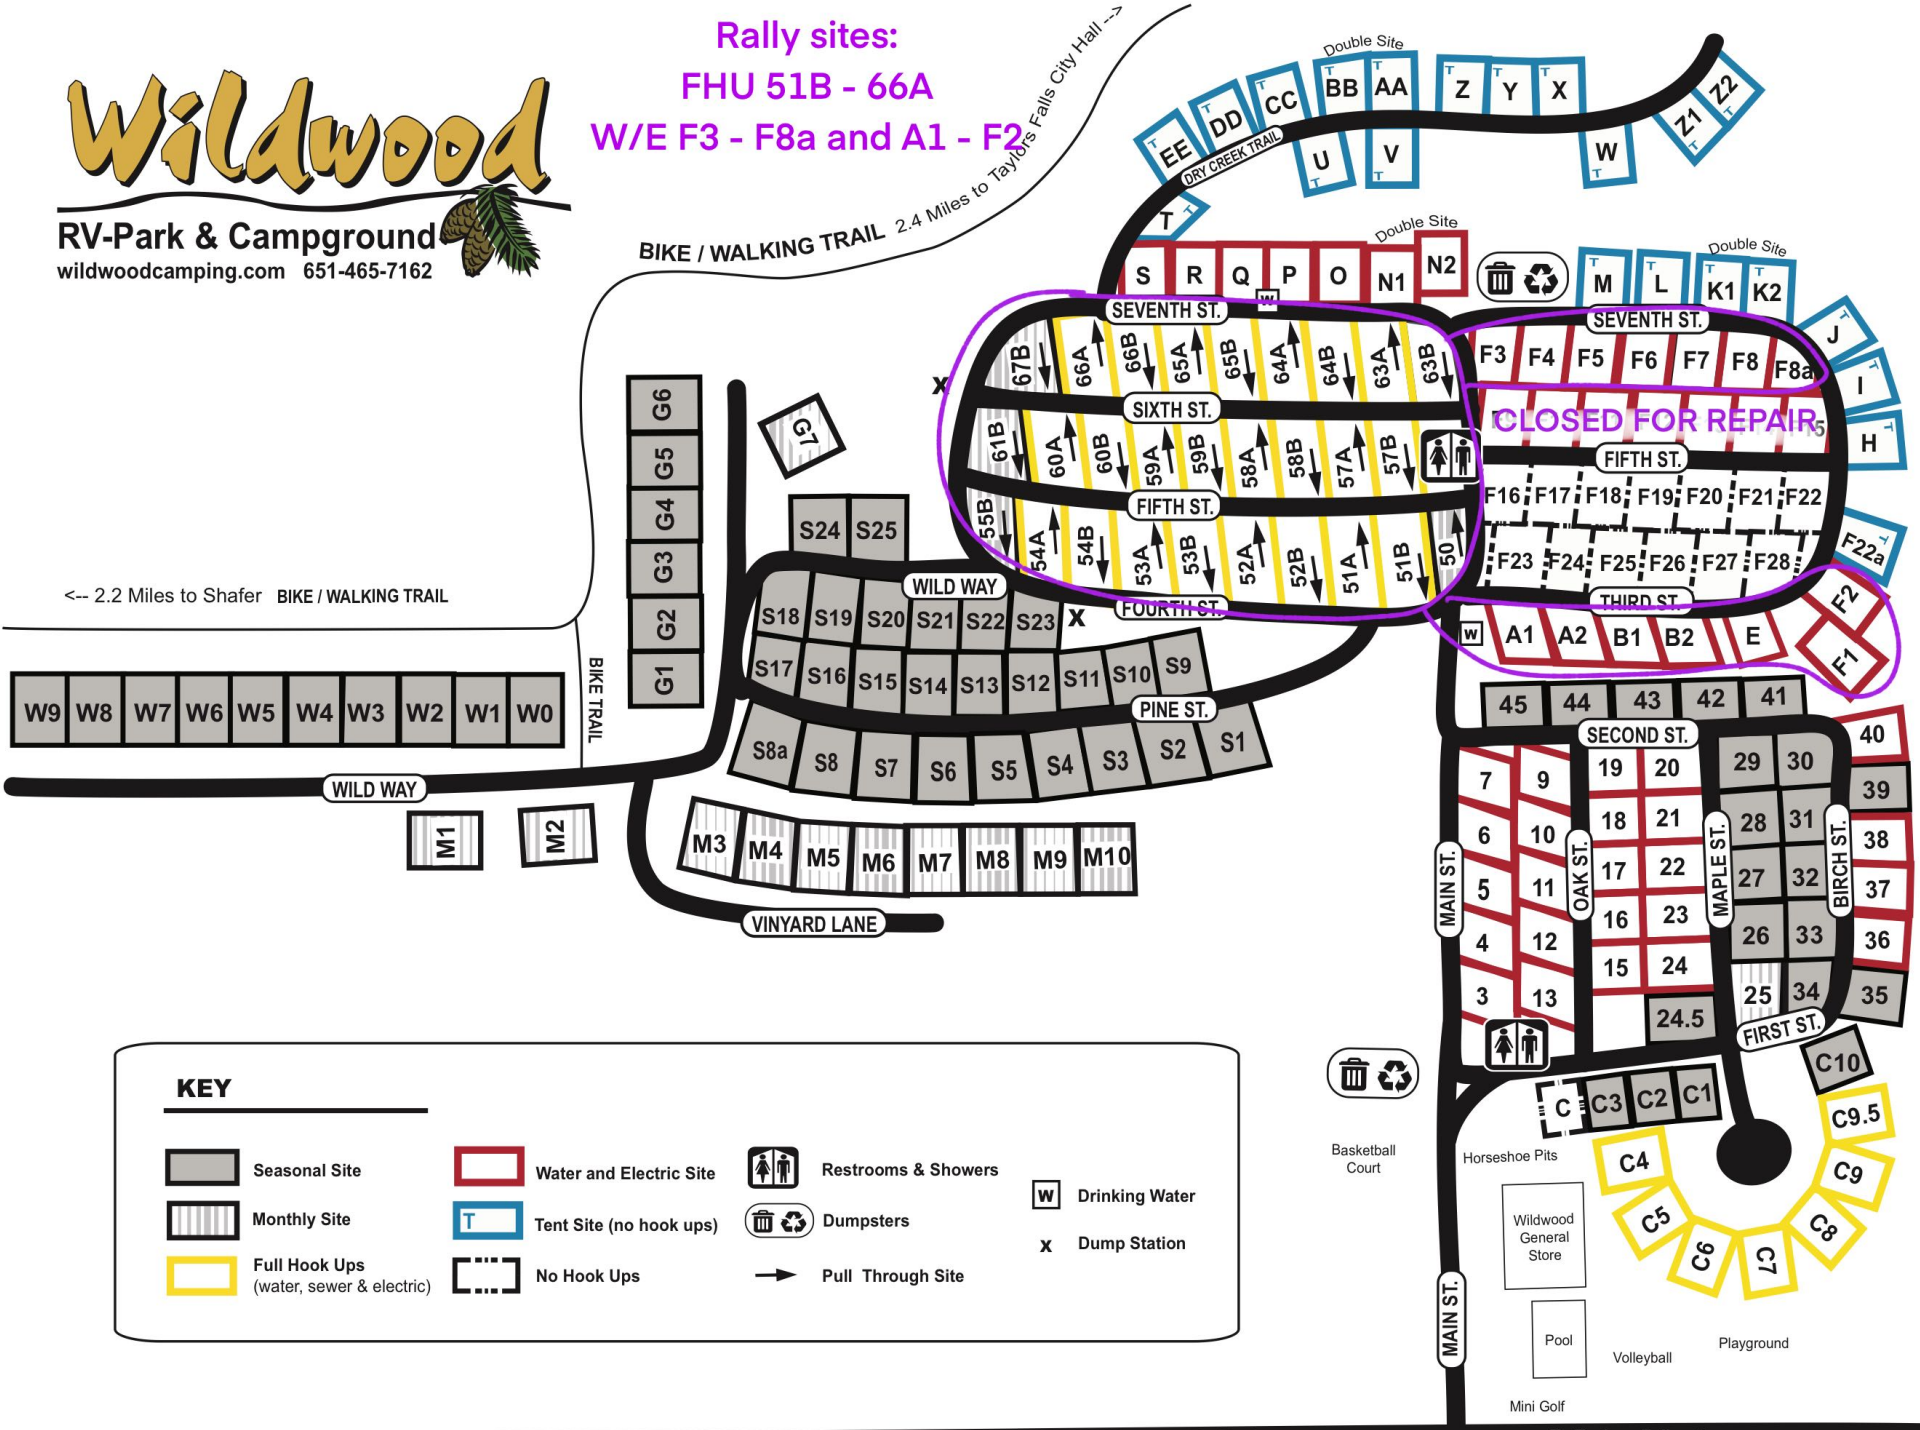 Rally sites:
FHU 51B - 66A
W/E F3 - F8a and A1 - F2
Wildwood
RV-Park & Campground
wildwoodcamping.com 651-465-7162
BIKE / WALKING TRAIL 2.4 Miles to Taylors Falls City Hall -->
<-- 2.2 Miles to Shafer BIKE / WALKING TRAIL
BIKE TRAIL
Double Site
EE DD CC BB AA Z Y X Z1 Z2
DRY CREEK TRAIL
T U V W
Double Site
S R Q P O N1 N2
W
Double Site
M L K1 K2
J
I
H
F22a
SEVENTH ST.
SEVENTH ST.
67B 66A 66B 65A 65B 64A 64B 63A 63B
F3 F4 F5 F6 F7 F8 F8a
X
SIXTH ST.
CLOSED FOR REPAIR
61B 60A 60B 59A 59B 58A 58B 57A 57B
FIFTH ST.
FIFTH ST.
F16 F17 F18 F19 F20 F21 F22
55B 54A 54B 53A 53B 52A 52B 51A 51B 50
F23 F24 F25 F26 F27 F28
FOURTH ST.
THIRD ST.
W
A1 A2 B1 B2 E F1 F2
G6
G5
G4
G3
G2
G1
G7
S24 S25
WILD WAY
S18 S19 S20 S21 S22 S23
X
S17 S16 S15 S14 S13 S12 S11 S10 S9
PINE ST.
S8a S8 S7 S6 S5 S4 S3 S2 S1
W9 W8 W7 W6 W5 W4 W3 W2 W1 W0
WILD WAY
M1 M2 M3 M4 M5 M6 M7 M8 M9 M10
VINYARD LANE
45 44 43 42 41
SECOND ST.
40
7 9 19 20 29 30 39
6 10 18 21 28 31 38
5 11 17 22 27 32 37
4 12 16 23 26 33 36
3 13 15 24 25 34 35
24.5
MAIN ST.
OAK ST.
MAPLE ST.
BIRCH ST.
FIRST ST.
C C3 C2 C1
C10
C9.5
C9
C8
C7
C6
C5
C4
Basketball
Court
Horseshoe Pits
Wildwood
General
Store
Pool
Volleyball
Playground
Mini Golf
MAIN ST.
KEY
Seasonal Site
Monthly Site
Full Hook Ups
(water, sewer & electric)
Water and Electric Site
T
Tent Site (no hook ups)
No Hook Ups
Restrooms & Showers
Dumpsters
Pull Through Site
W Drinking Water
X Dump Station